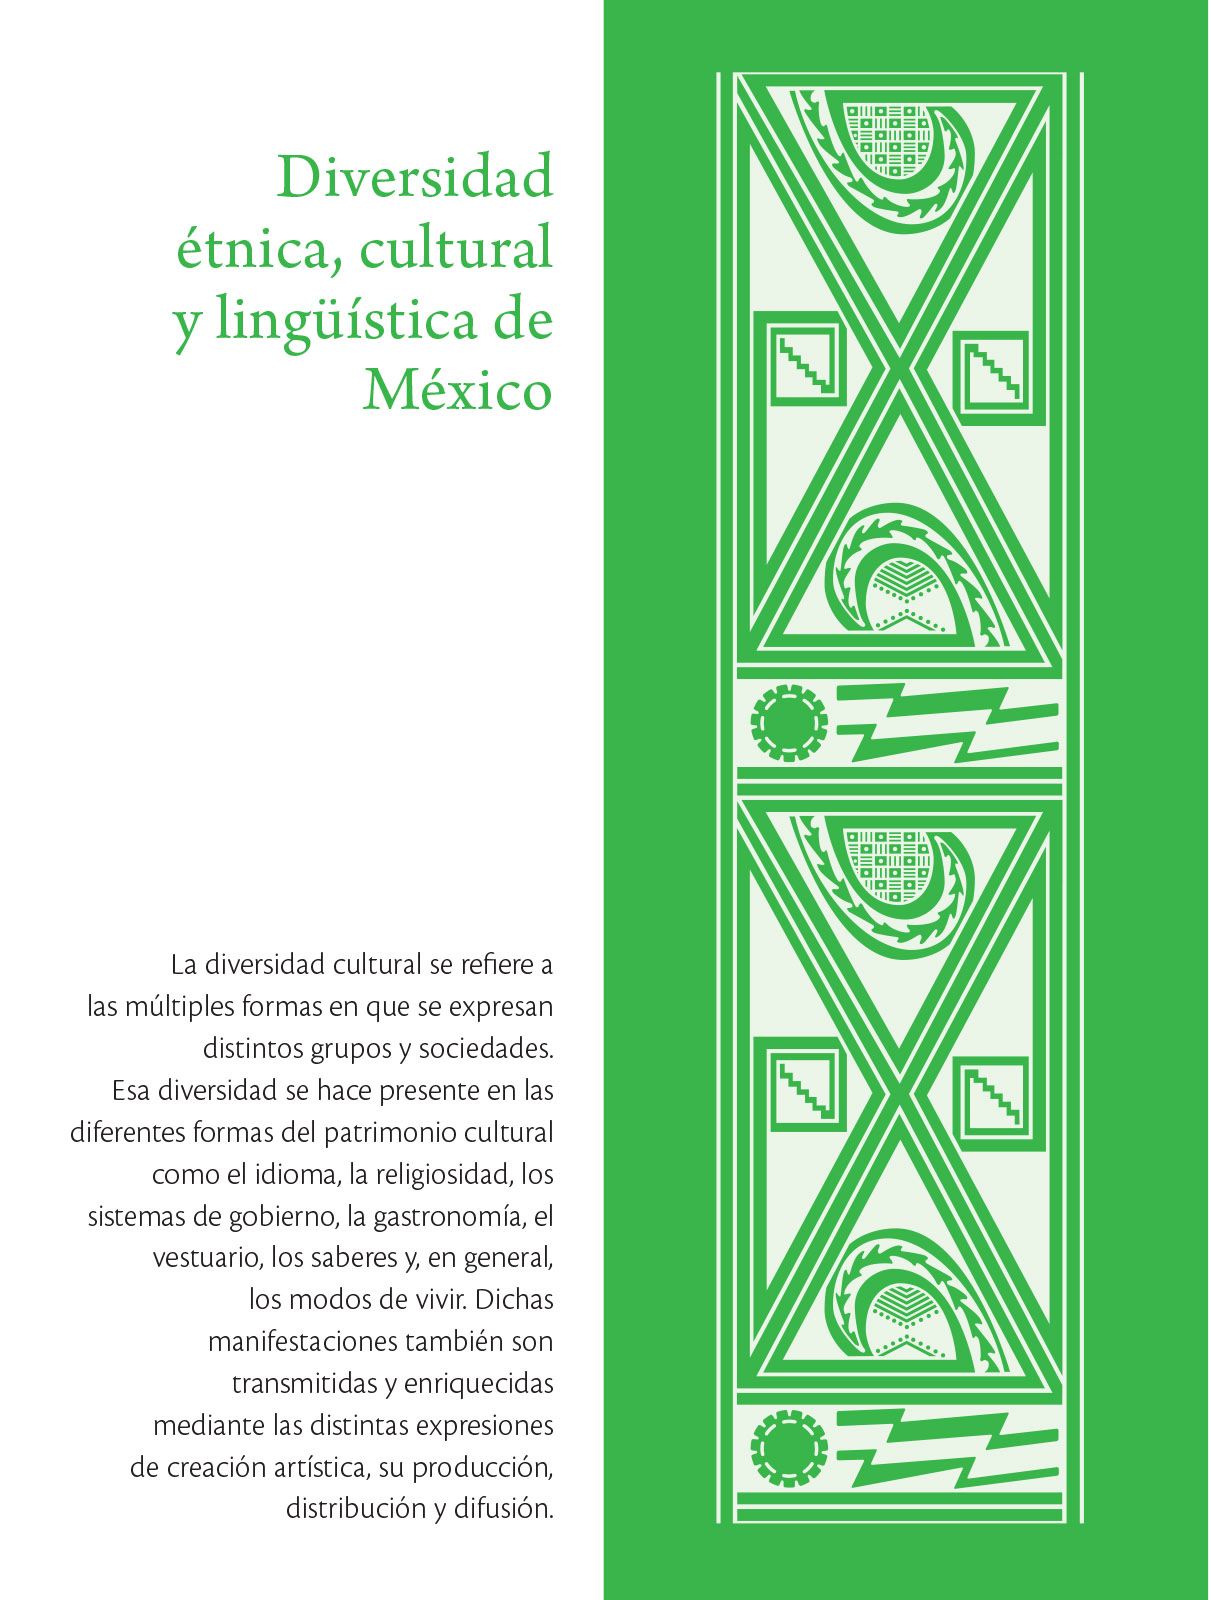 Diversidad
étnica, cultural
y lingüística de
México
La diversidad cultural se refiere a
las múltiples formas en que se expresan
distintos grupos y sociedades.
Esa diversidad se hace presente en las
diferentes formas del patrimonio cultural
como el idioma, la religiosidad, los
sistemas de gobierno, la gastronomía, el
vestuario, los saberes y, en general,
los modos de vivir. Dichas
manifestaciones también son
transmitidas y enriquecidas
mediante las distintas expresiones
de creación artística, su producción,
distribución y difusión.